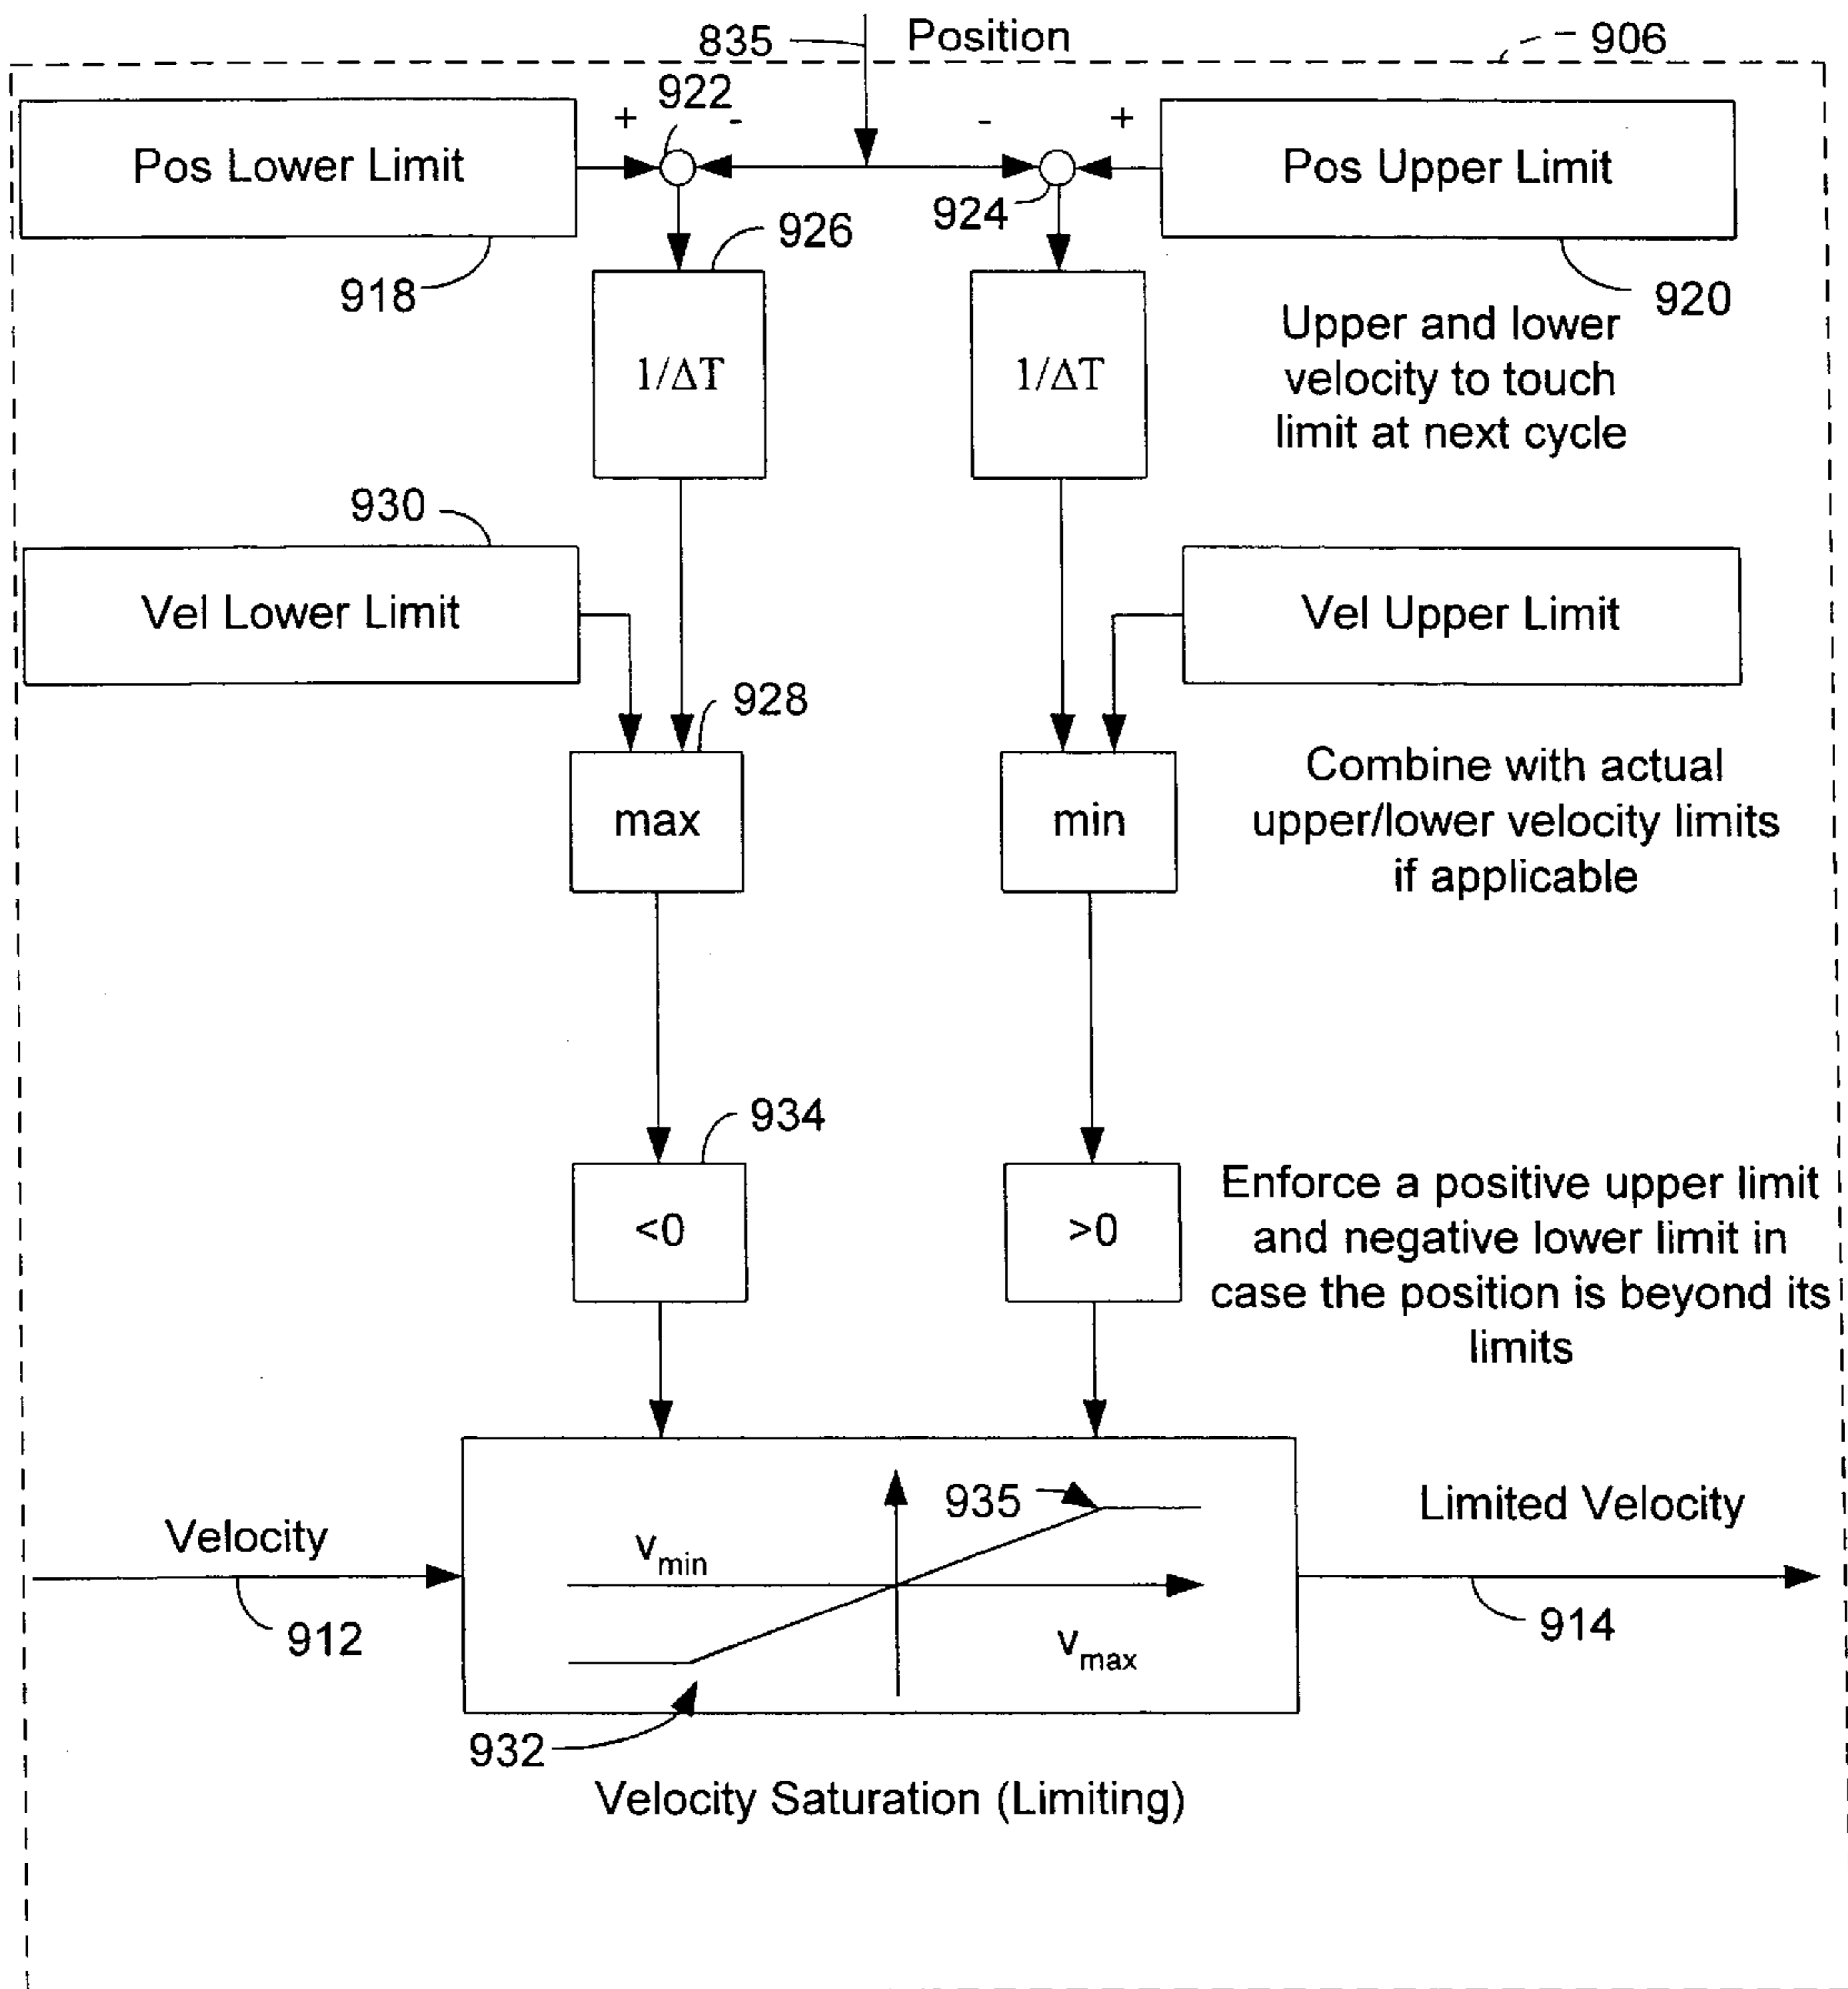 835
Position
906
922
+
-
-
+
Pos Lower Limit
Pos Upper Limit
924
926
918
920
1/ΔT
1/ΔT
Upper and lower
velocity to touch
limit at next cycle
930
Vel Lower Limit
Vel Upper Limit
928
max
min
Combine with actual
upper/lower velocity limits
if applicable
934
<0
>0
Enforce a positive upper limit
and negative lower limit in
case the position is beyond its
limits
935
Velocity
Limited Velocity
vmin
912
914
vmax
932
Velocity Saturation (Limiting)